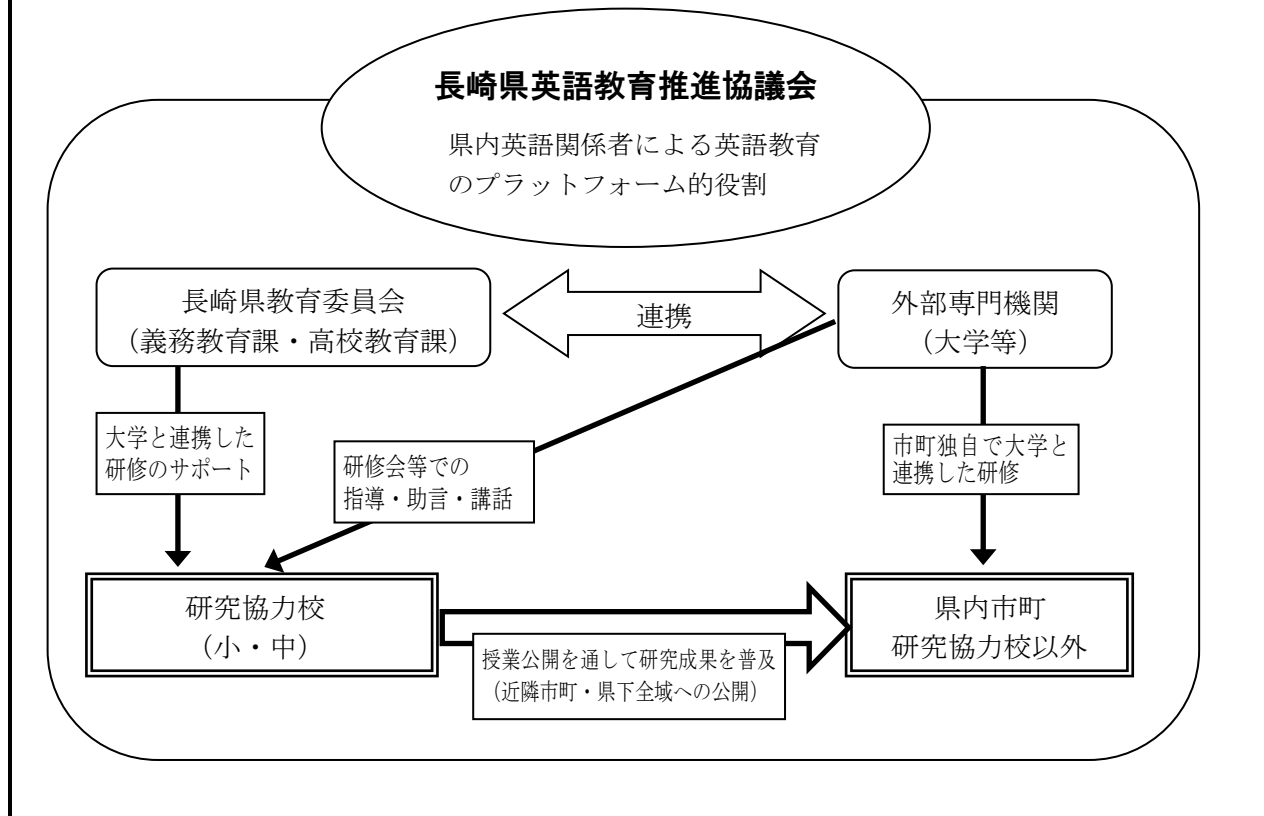 長崎県英語教育推進協議会
県内英語関係者による英語教育
のプラットフォーム的役割
長崎県教育委員会
（義務教育課・高校教育課）
連携
外部専門機関
（大学等）
大学と連携した
研修のサポート
研修会等での
指導・助言・講話
市町独自で大学と
連携した研修
研究協力校
（小・中）
県内市町
研究協力校以外
授業公開を通して研究成果を普及
（近隣市町・県下全域への公開）